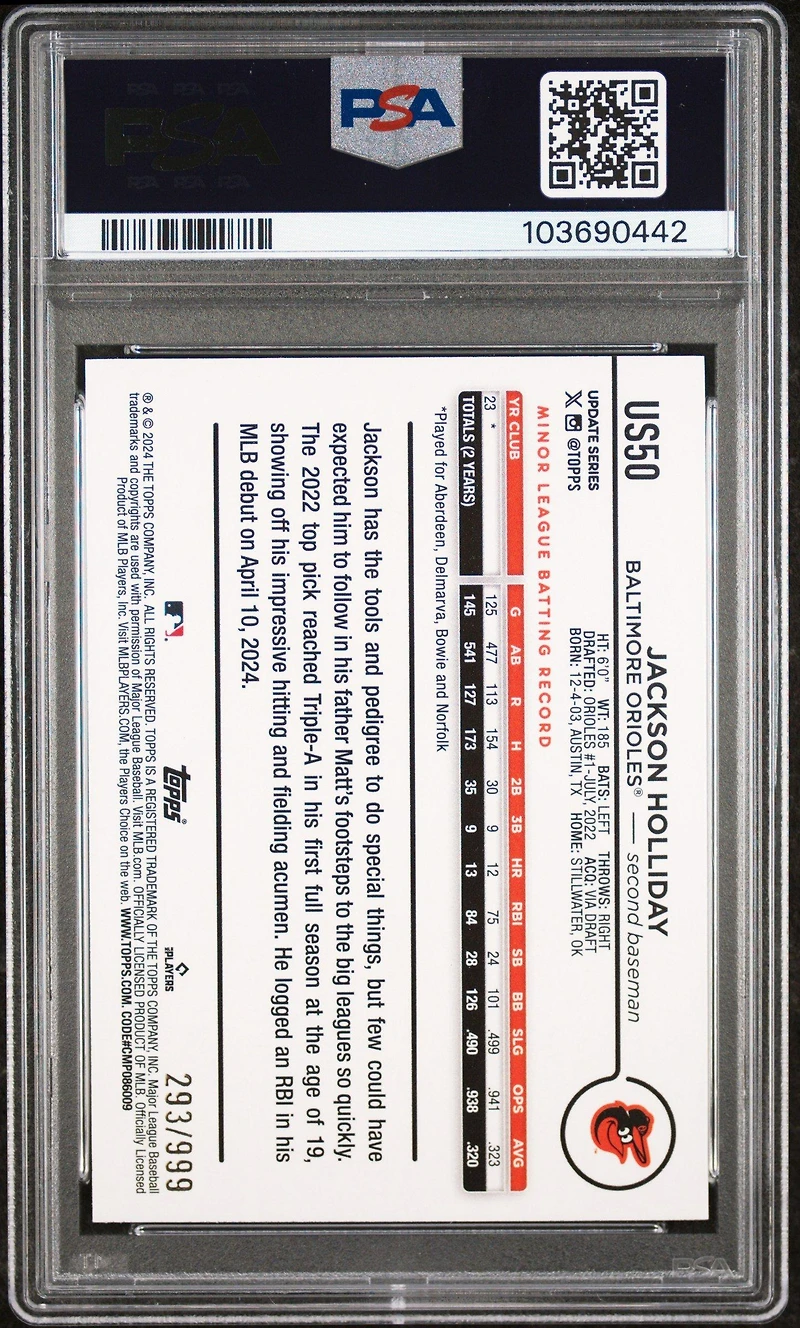 PSA
PSA PSA PSA
PSA
PSA PSA PSA
103690442
US50
JACKSON HOLLIDAY
BALTIMORE ORIOLES® — second baseman
UPDATE SERIES
@TOPPS
HT: 6'0" WT: 185 BATS: LEFT THROWS: RIGHT
DRAFTED: ORIOLES #1-JULY, 2022 ACQ: VIA DRAFT
BORN: 12-4-03, AUSTIN, TX HOME: STILLWATER, OK
MINOR LEAGUE BATTING RECORD
YR CLUB G AB R H 2B 3B HR RBI SB BB SLG OPS AVG
23 * 125 477 113 154 30 9 12 75 24 101 .499 .941 .323
TOTALS (2 YEARS) 145 541 127 173 35 9 13 84 28 126 .490 .938 .320
*Played for Aberdeen, Delmarva, Bowie and Norfolk
Jackson has the tools and pedigree to do special things, but few could have
expected him to follow in his father Matt's footsteps to the big leagues so quickly.
The 2022 top pick reached Triple-A in his first full season at the age of 19,
showing off his impressive hitting and fielding acumen. He logged an RBI in his
MLB debut on April 10, 2024.
topps®
PLAYERS
293/999
® & © 2024 THE TOPPS COMPANY, INC. ALL RIGHTS RESERVED. TOPPS IS A REGISTERED TRADEMARK OF THE TOPPS COMPANY, INC. Major League Baseball
trademarks and copyrights are used with permission of Major League Baseball. Visit MLB.com. OFFICIALLY LICENSED PRODUCT OF MLB. Officially Licensed
Product of MLB Players, Inc. Visit MLBPLAYERS.COM, the Players Choice on the web. WWW.TOPPS.COM. CODE#CMP086009
PSA